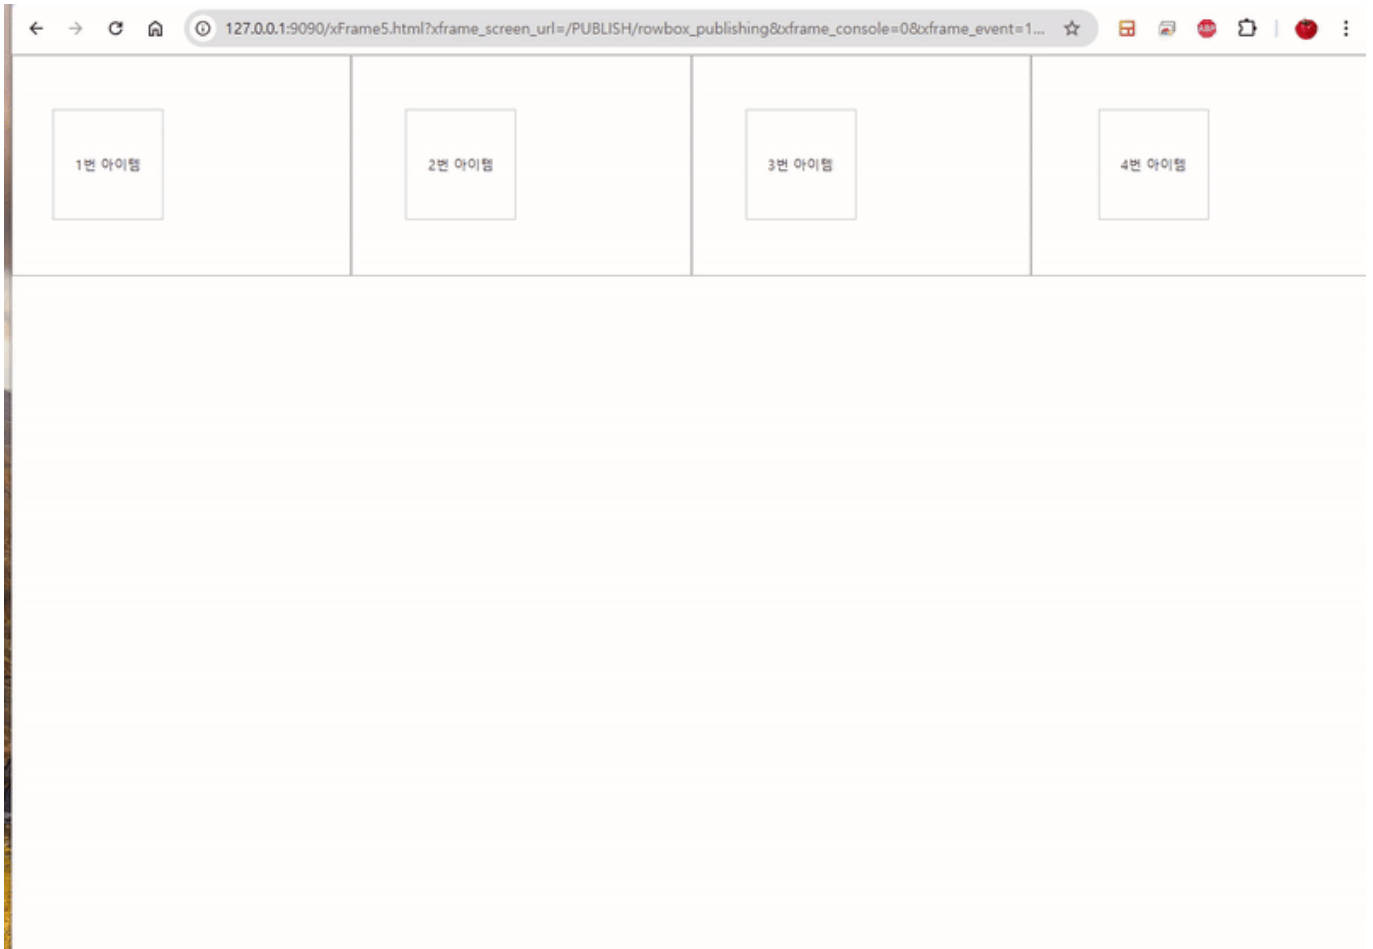 127.0.0.1:9090/xFrame5.html?xframe_screen_url=/PUBLISH/rowbox_publishing&xframe_console=0&xframe_event=1...
ABP
1번 아이템
2번 아이템
3번 아이템
4번 아이템